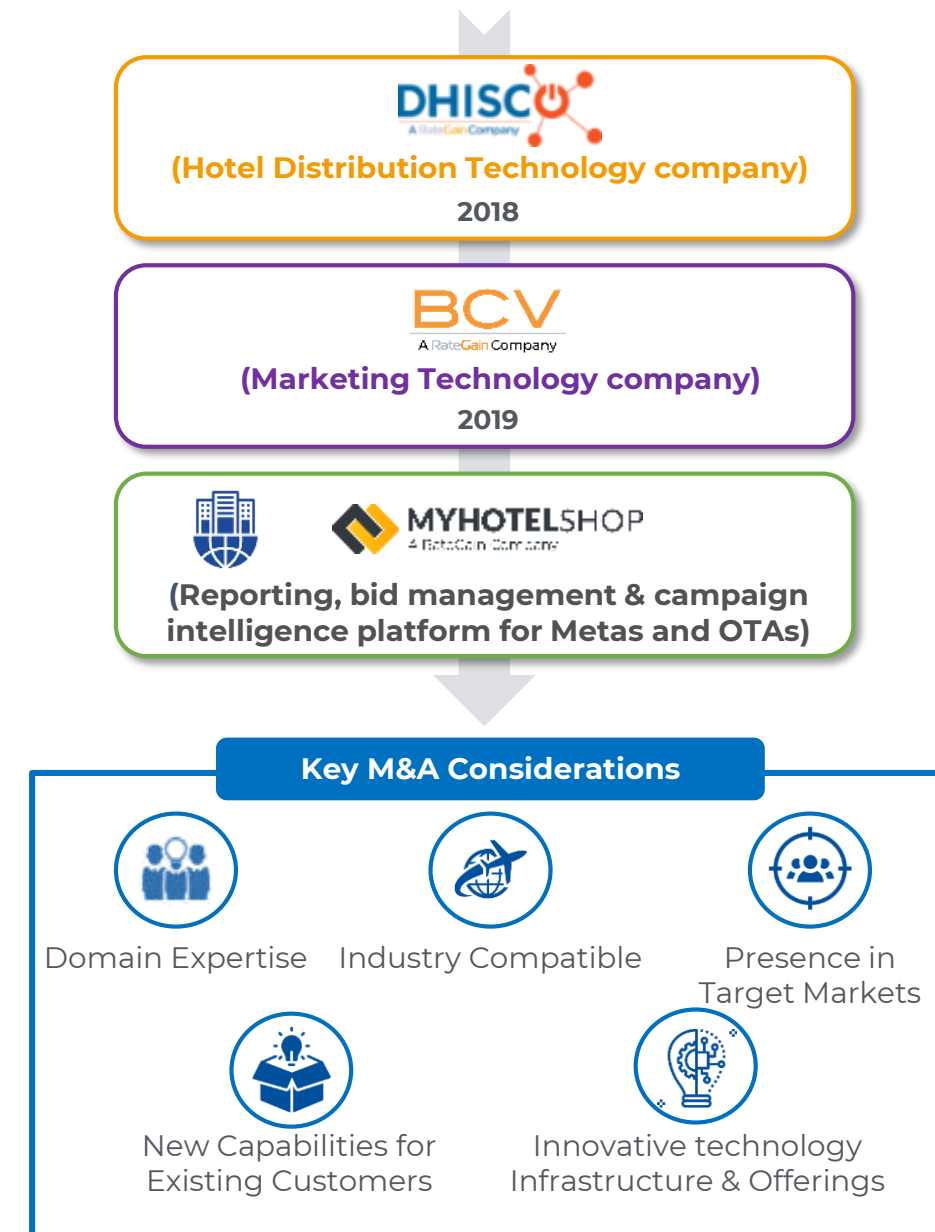 DHISCO
A RateGain Company
(Hotel Distribution Technology company)
2018
BCV
A RateGain Company
(Marketing Technology company)
2019
MYHOTELSHOP
A RateGain Company
(Reporting, bid management & campaign
intelligence platform for Metas and OTAs)
Key M&A Considerations
Domain Expertise
Industry Compatible
Presence in
Target Markets
New Capabilities for
Existing Customers
Innovative technology
Infrastructure & Offerings